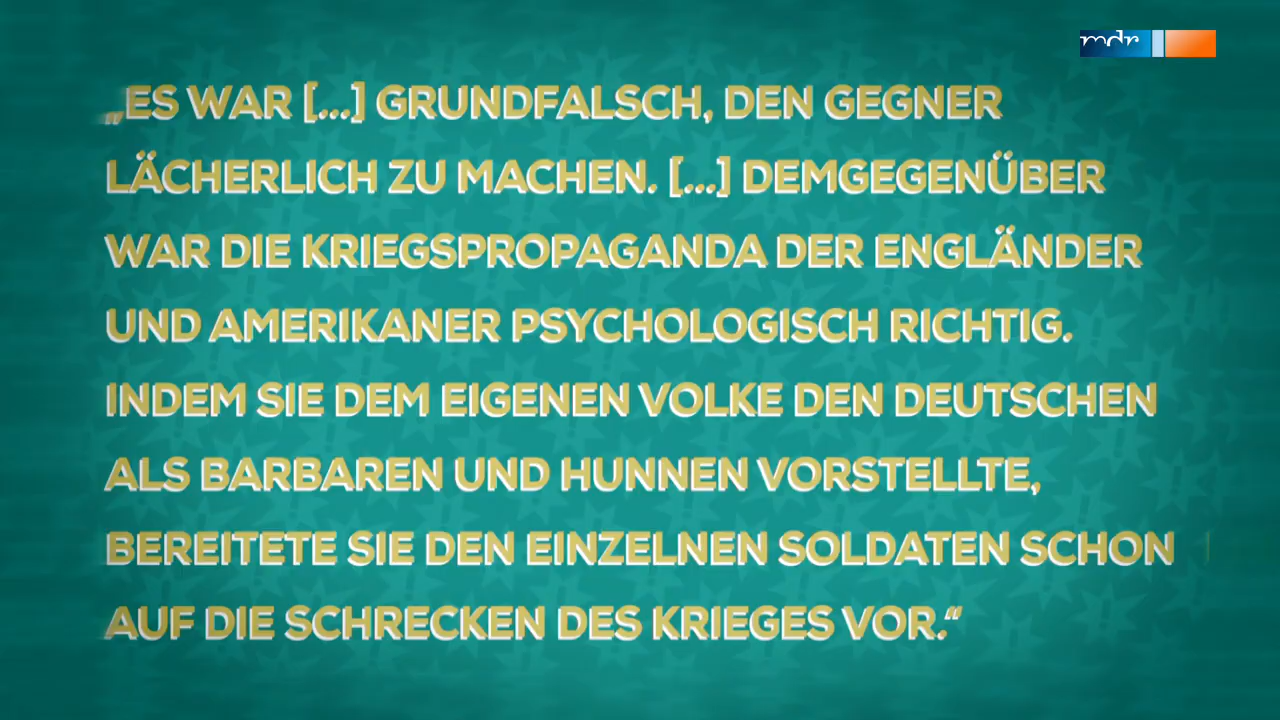 mdr
„ES WAR [...] GRUNDFALSCH, DEN GEGNER
LÄCHERLICH ZU MACHEN. [...] DEMGEGENÜBER
WAR DIE KRIEGSPROPAGANDA DER ENGLÄNDER
UND AMERIKANER PSYCHOLOGISCH RICHTIG.
INDEM SIE DEM EIGENEN VOLKE DEN DEUTSCHEN
ALS BARBAREN UND HUNNEN VORSTELLTE,
BEREITETE SIE DEN EINZELNEN SOLDATEN SCHON
AUF DIE SCHRECKEN DES KRIEGES VOR.“